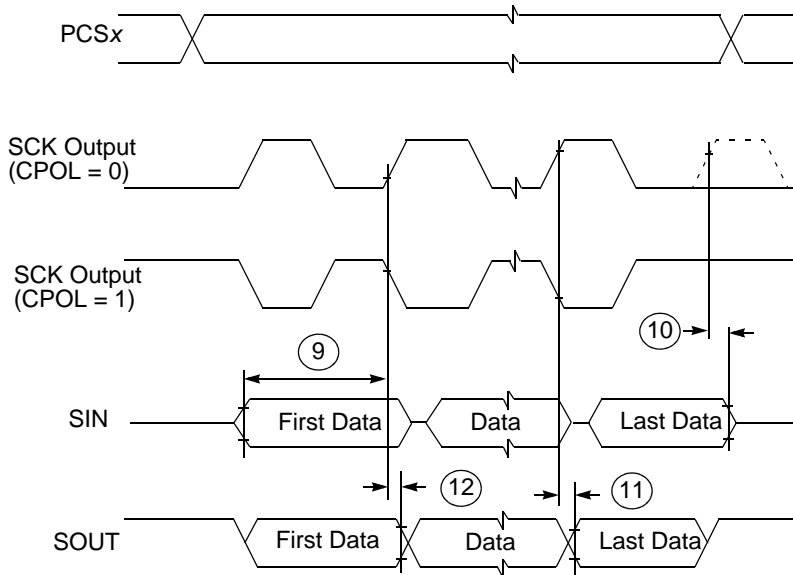 PCSx
SCK Output
(CPOL = 0)
SCK Output
(CPOL = 1)
10
9
SIN
First Data
Data
Last Data
12
11
SOUT
First Data
Data
Last Data